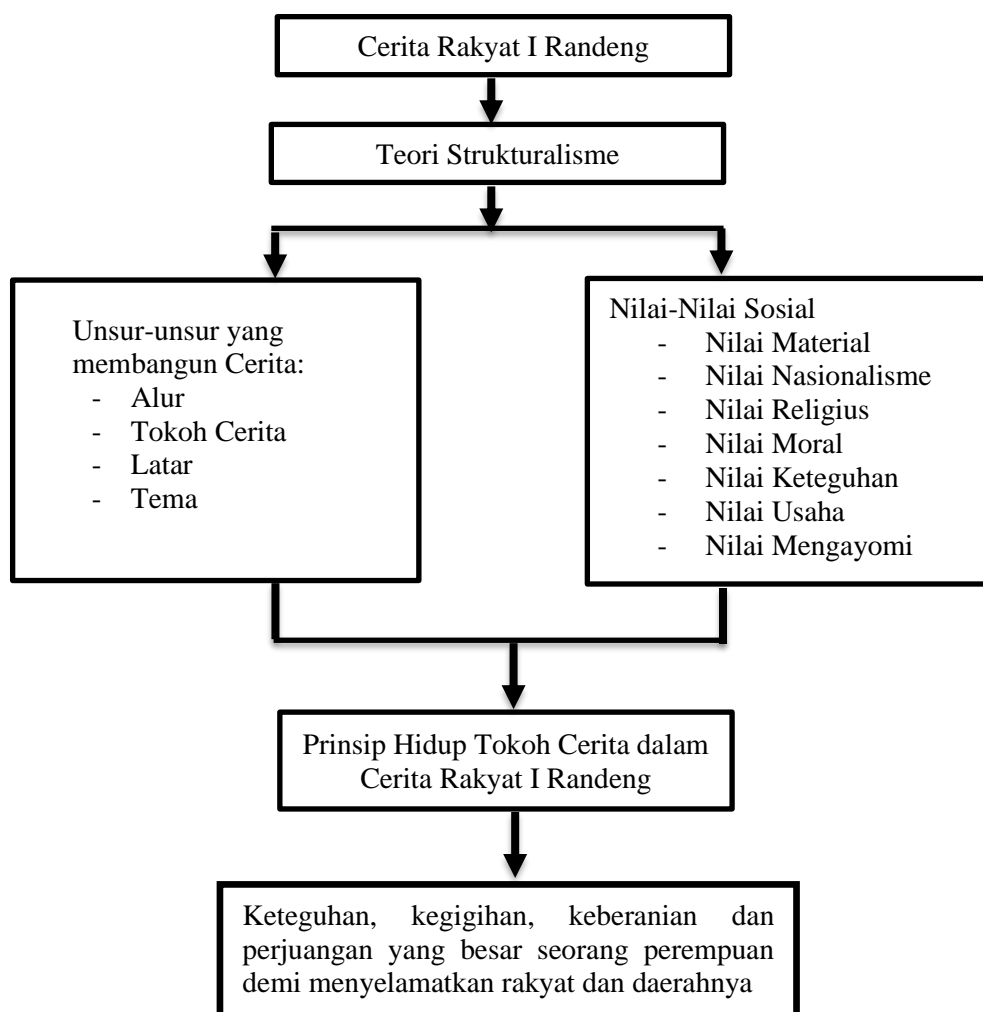 Cerita Rakyat I Randeng
Teori Strukturalisme
Unsur-unsur yang
membangun Cerita:
- Alur
- Tokoh Cerita
- Latar
- Tema
Nilai-Nilai Sosial
- Nilai Material
- Nilai Nasionalisme
- Nilai Religius
- Nilai Moral
- Nilai Keteguhan
- Nilai Usaha
- Nilai Mengayomi
Prinsip Hidup Tokoh Cerita dalam
Cerita Rakyat I Randeng
Keteguhan, kegigihan, keberanian dan
perjuangan yang besar seorang perempuan
demi menyelamatkan rakyat dan daerahnya